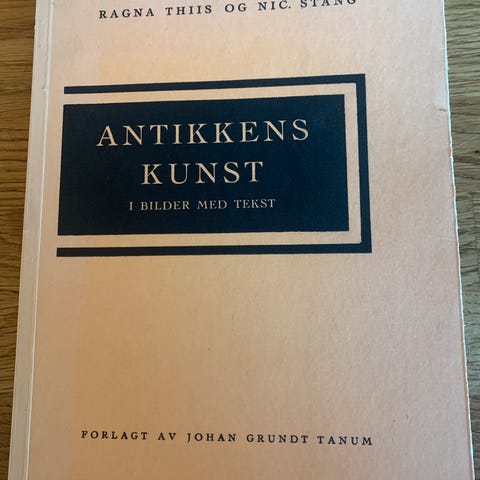 RAGNA THIIS OG NIC. STANG
ANTIKKENS
KUNST
I BILDER MED TEKST
FORLAGT AV JOHAN GRUNDT TANUM